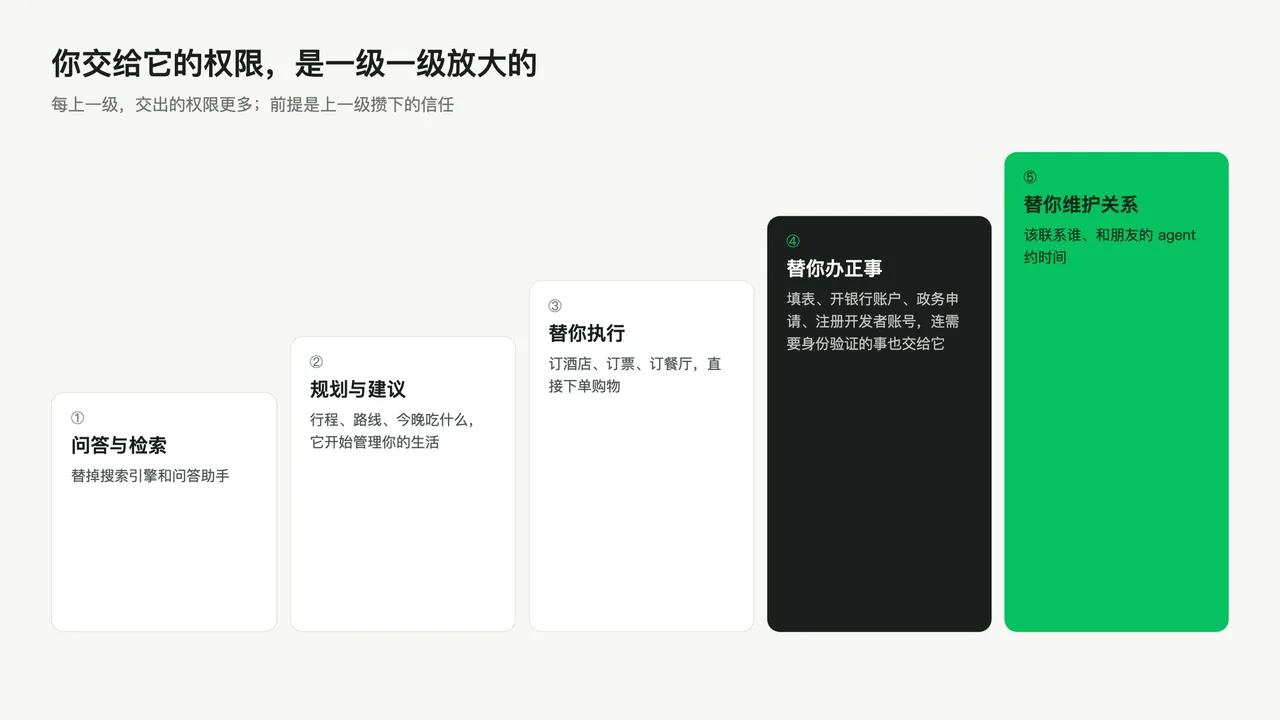 你交给它的权限，是一级一级放大的
每上一级，交出的权限更多；前提是上一级攒下的信任
①
问答与检索
替掉搜索引擎和问答助手
②
规划与建议
行程、路线、今晚吃什么，
它开始管理你的生活
③
替你执行
订酒店、订票、订餐厅，直
接下单购物
④
替你办正事
填表、开银行账户、政务申
请、注册开发者账号，连需
要身份验证的事也交给它
⑤
替你维护关系
该联系谁、和朋友的 agent
约时间